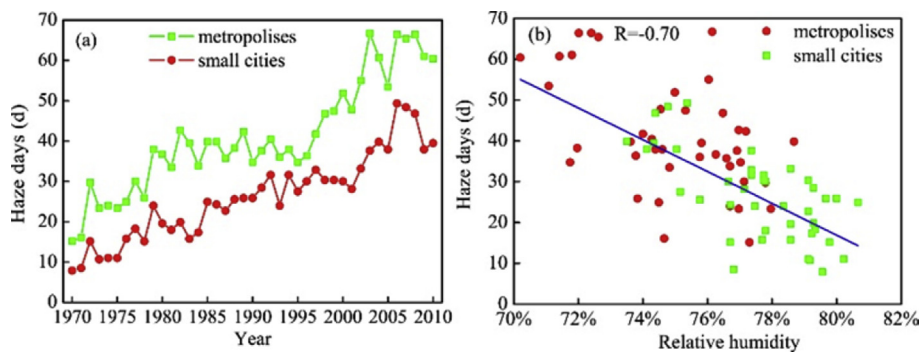 (a)
metropolises
small cities
Haze days (d)
70
60
50
40
30
20
10
0
1970 1975 1980 1985 1990 1995 2000 2005 2010
Year
(b)
R=-0.70
metropolises
small cities
Haze days (d)
70
60
50
40
30
20
10
0
70% 72% 74% 76% 78% 80% 82%
Relative humidity